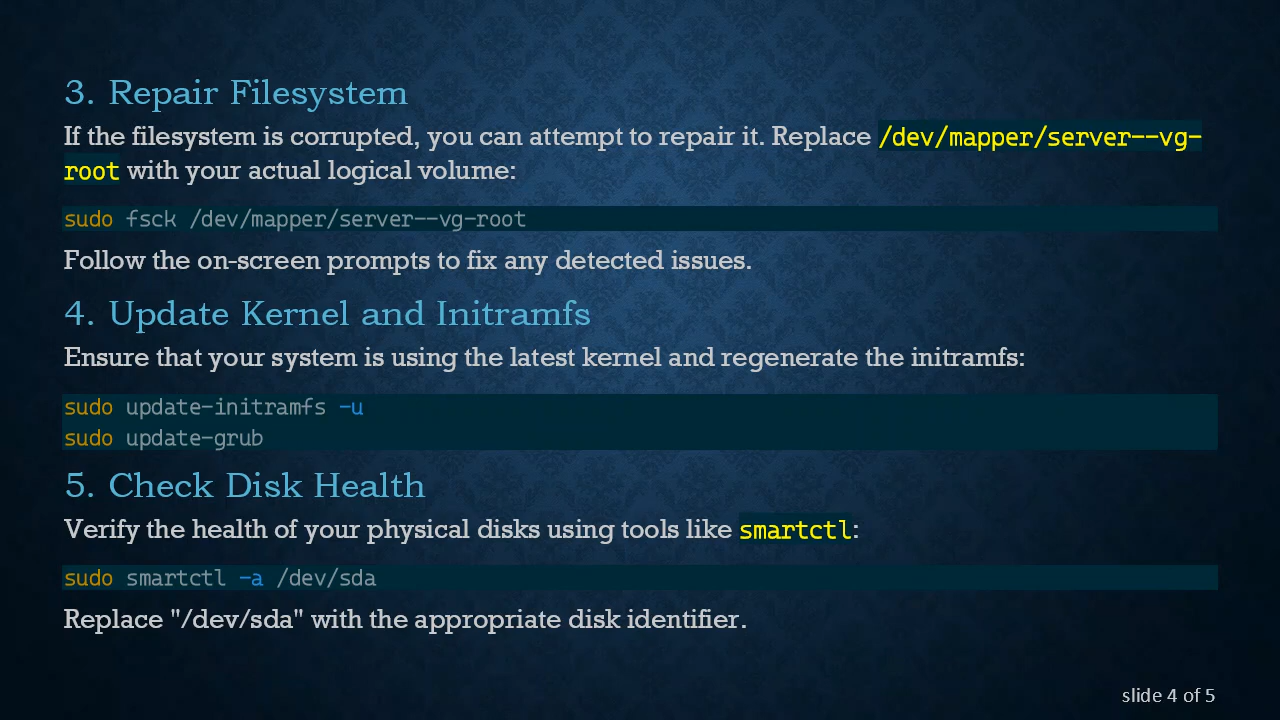 3. Repair Filesystem
If the filesystem is corrupted, you can attempt to repair it. Replace /dev/mapper/server--vg-
root with your actual logical volume:
sudo fsck /dev/mapper/server--vg-root
Follow the on-screen prompts to fix any detected issues.
4. Update Kernel and Initramfs
Ensure that your system is using the latest kernel and regenerate the initramfs:
sudo update-initramfs -u
sudo update-grub
5. Check Disk Health
Verify the health of your physical disks using tools like smartctl:
sudo smartctl -a /dev/sda
Replace "/dev/sda" with the appropriate disk identifier.
slide 4 of 5